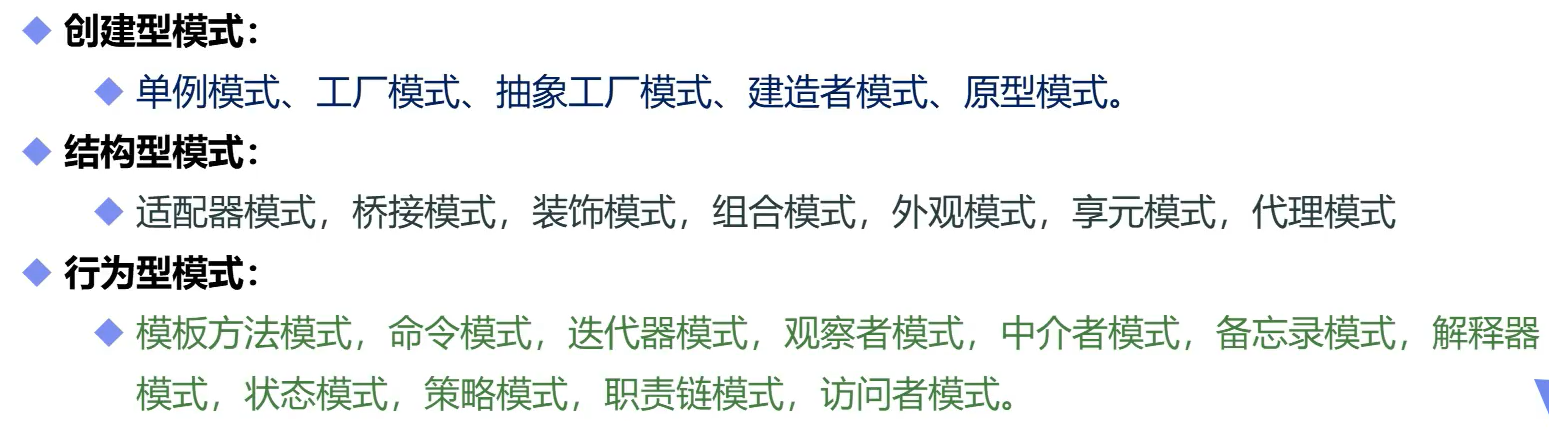 创建型模式：
单例模式、工厂模式、抽象工厂模式、建造者模式、原型模式。
结构型模式：
适配器模式，桥接模式，装饰模式，组合模式，外观模式，享元模式，代理模式
行为型模式：
模板方法模式，命令模式，迭代器模式，观察者模式，中介者模式，备忘录模式，解释器
模式，状态模式，策略模式，职责链模式，访问者模式。